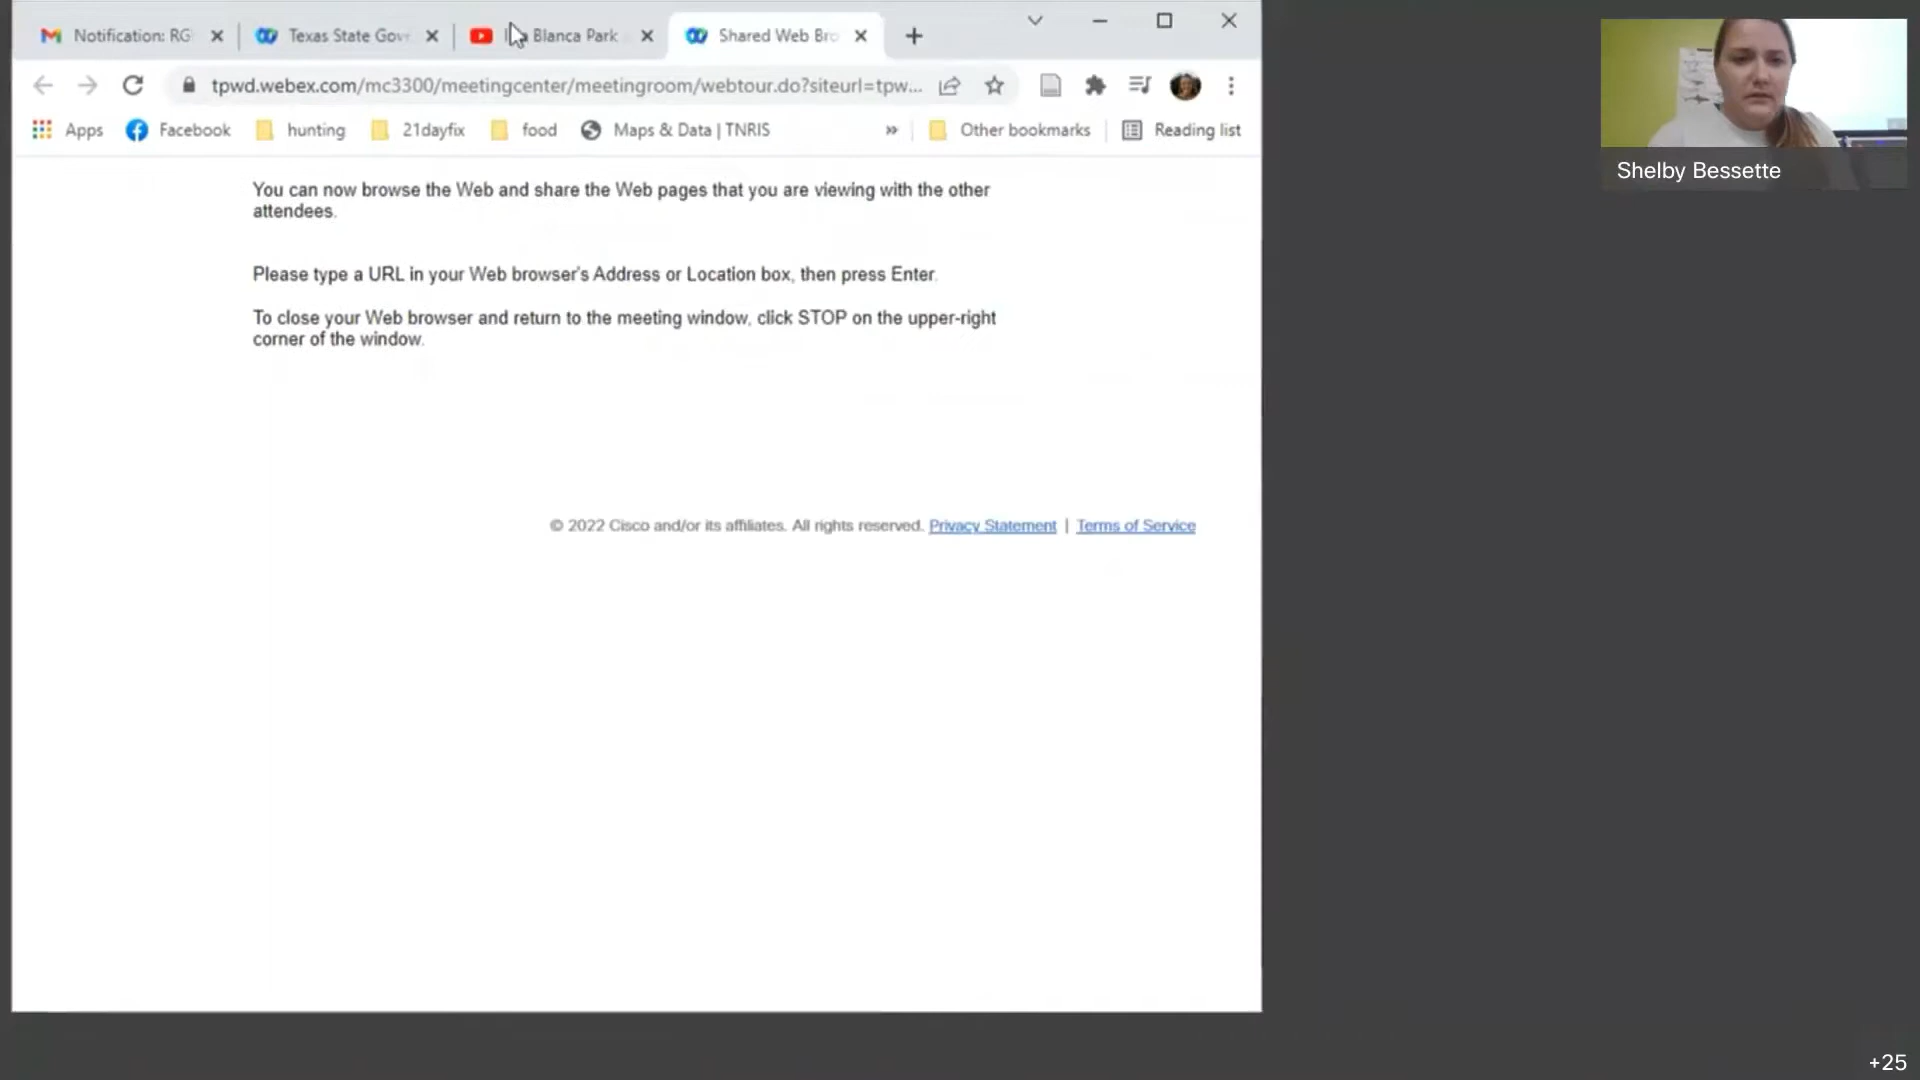 Notification: RG
Texas State Gov
Blanca Park
Shared Web Bro
tpwd.webex.com/mc3300/meetingcenter/meetingroom/webtour.do?siteurl=tpw...
Apps
Facebook
hunting
21dayfix
food
Maps & Data | TNRIS
»
Other bookmarks
Reading list
You can now browse the Web and share the Web pages that you are viewing with the other
attendees.
Please type a URL in your Web browser's Address or Location box, then press Enter.
To close your Web browser and return to the meeting window, click STOP on the upper-right
corner of the window.
© 2022 Cisco and/or its affiliates. All rights reserved. Privacy Statement | Terms of Service
Shelby Bessette
+25